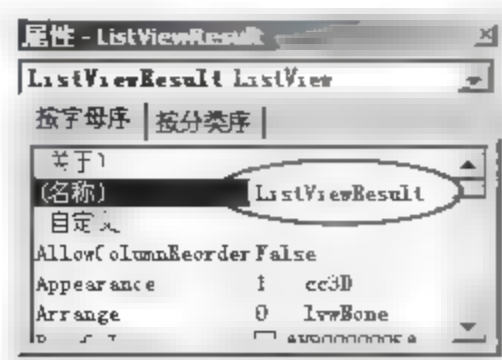 属性 - ListViewResult
ListViewResult ListView
按字母序 按分类序
(名称) ListViewResult
自定义
AllowColumnReorder False
Appearance 1 cc3D
Arrange 0